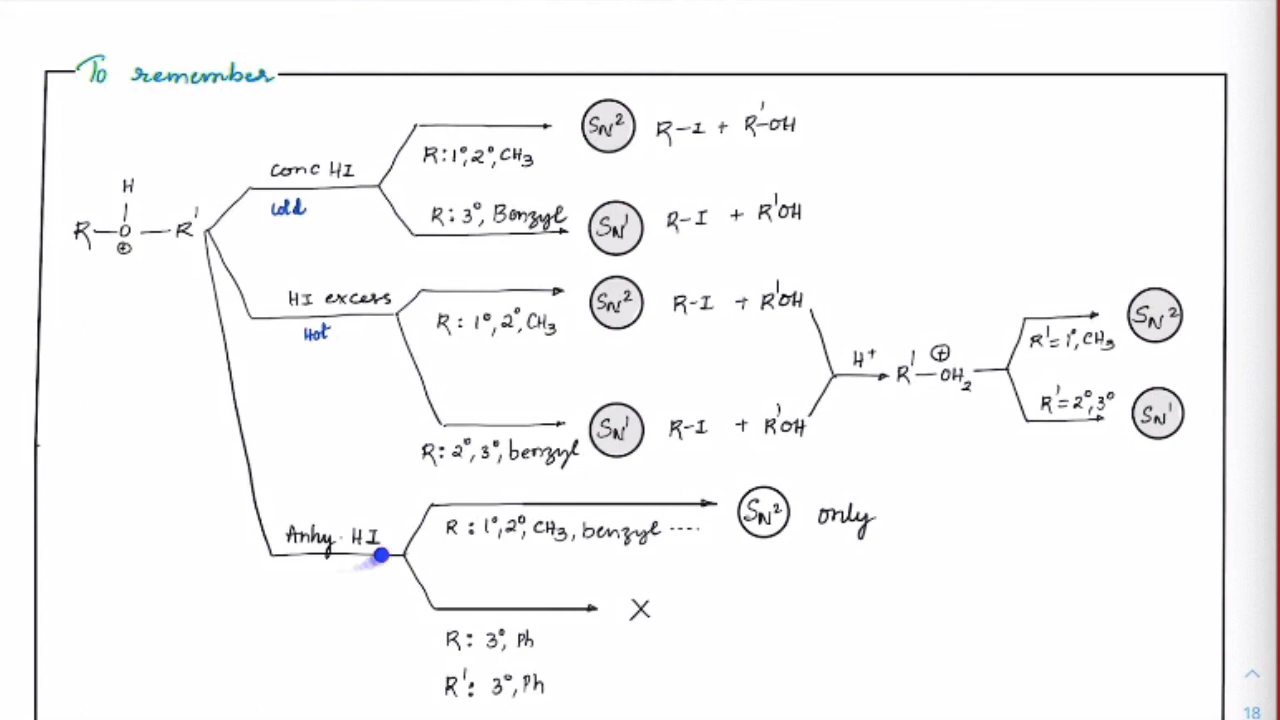 To remember
SN2 R-I + R'-OH
R: 1°, 2°, CH3
conc HI
Cold
H
R-O-R'
⊕
R: 3°, Benzyl
SN1 R-I + R'OH
HI excess
Hot
R: 1°, 2°, CH3
SN2 R-I + R'OH
R: 2°, 3°, benzyl
SN1 R-I + R'OH
H+
R'-OH2
⊕
R'=1°, CH3
SN2
R'=2°, 3°
SN1
Anhy. HI
R: 1°, 2°, CH3, benzyl ....
SN2 only
X
R: 3°, Ph
R': 3°, Ph
18